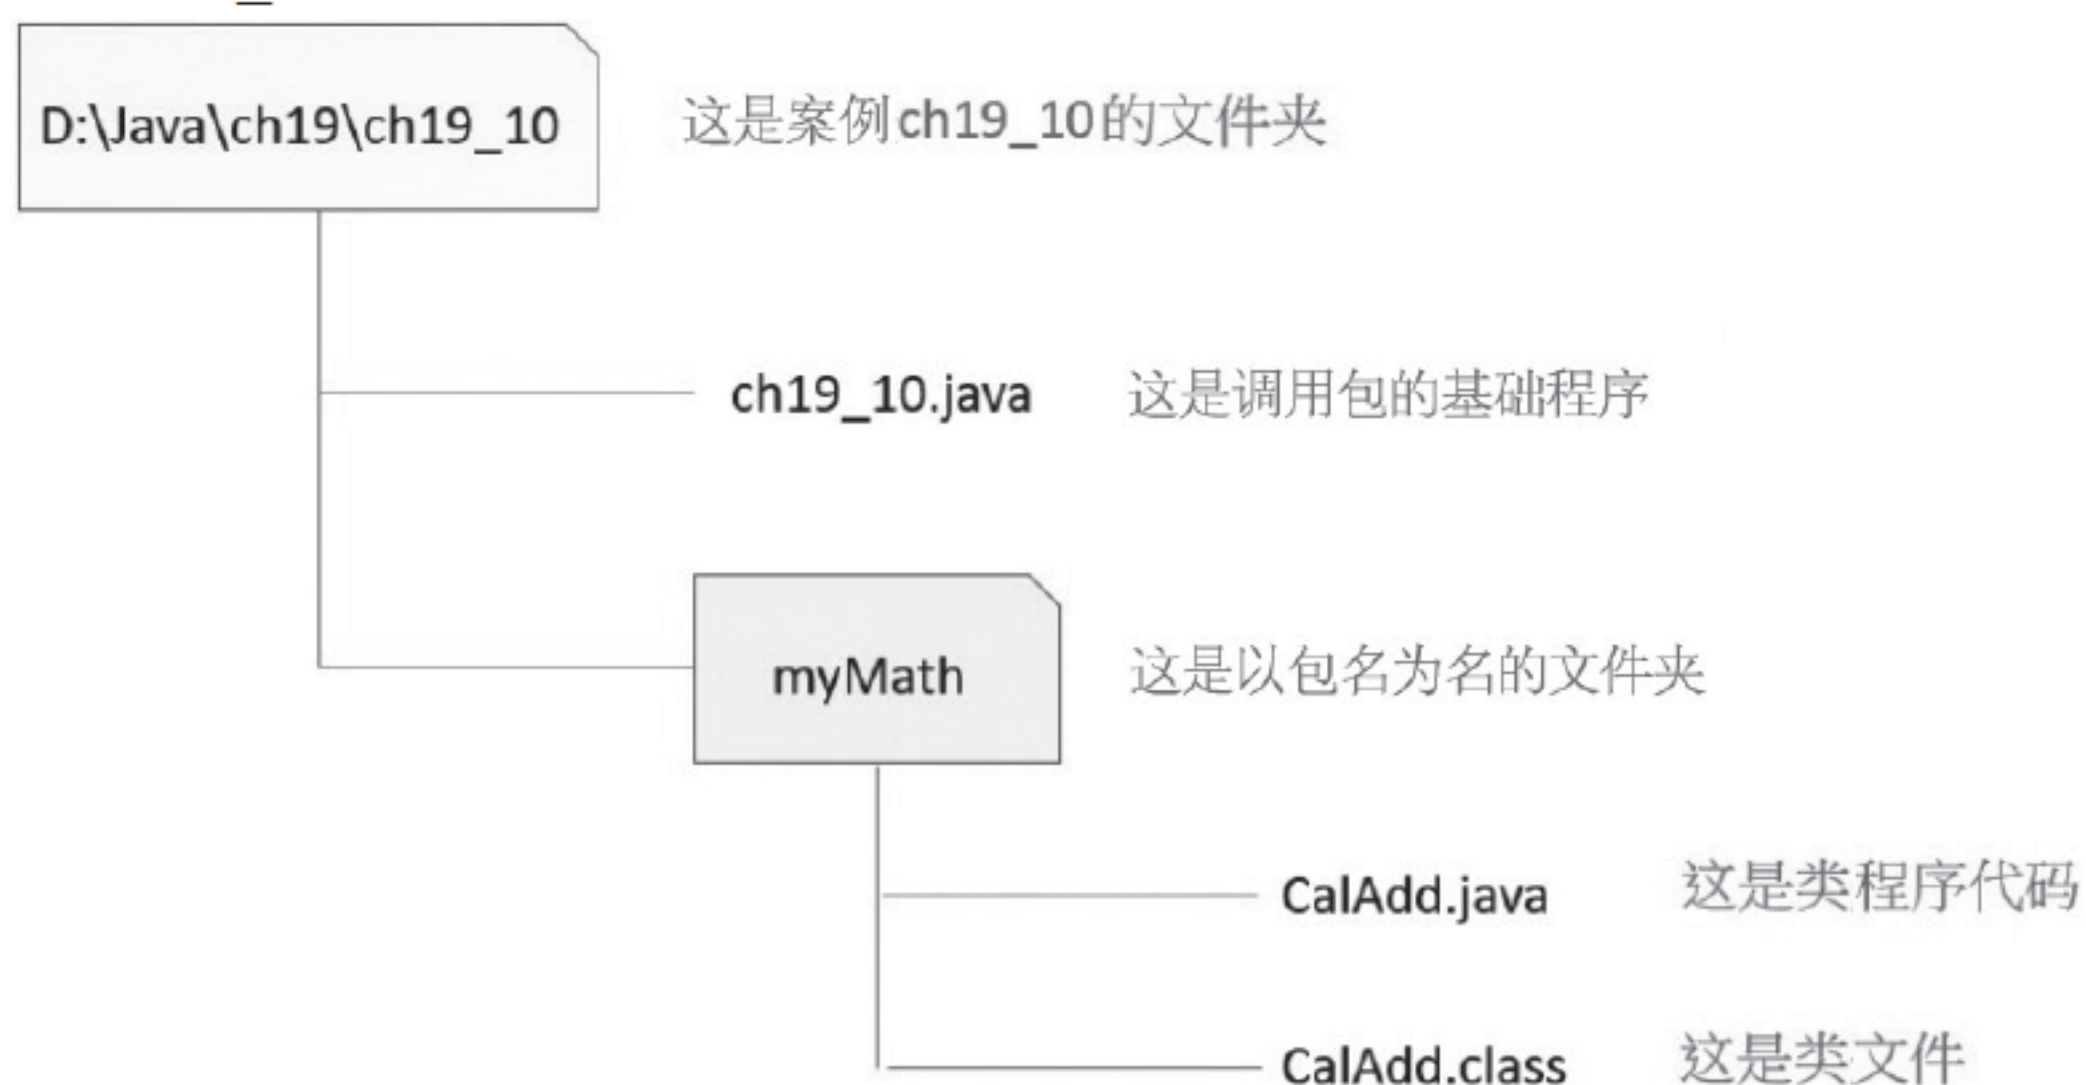 D:\Java\ch19\ch19_10 这是案例ch19_10的文件夹
ch19_10.java 这是调用包的基础程序
myMath 这是以包名为名的文件夹
CalAdd.java 这是类程序代码
CalAdd.class 这是类文件